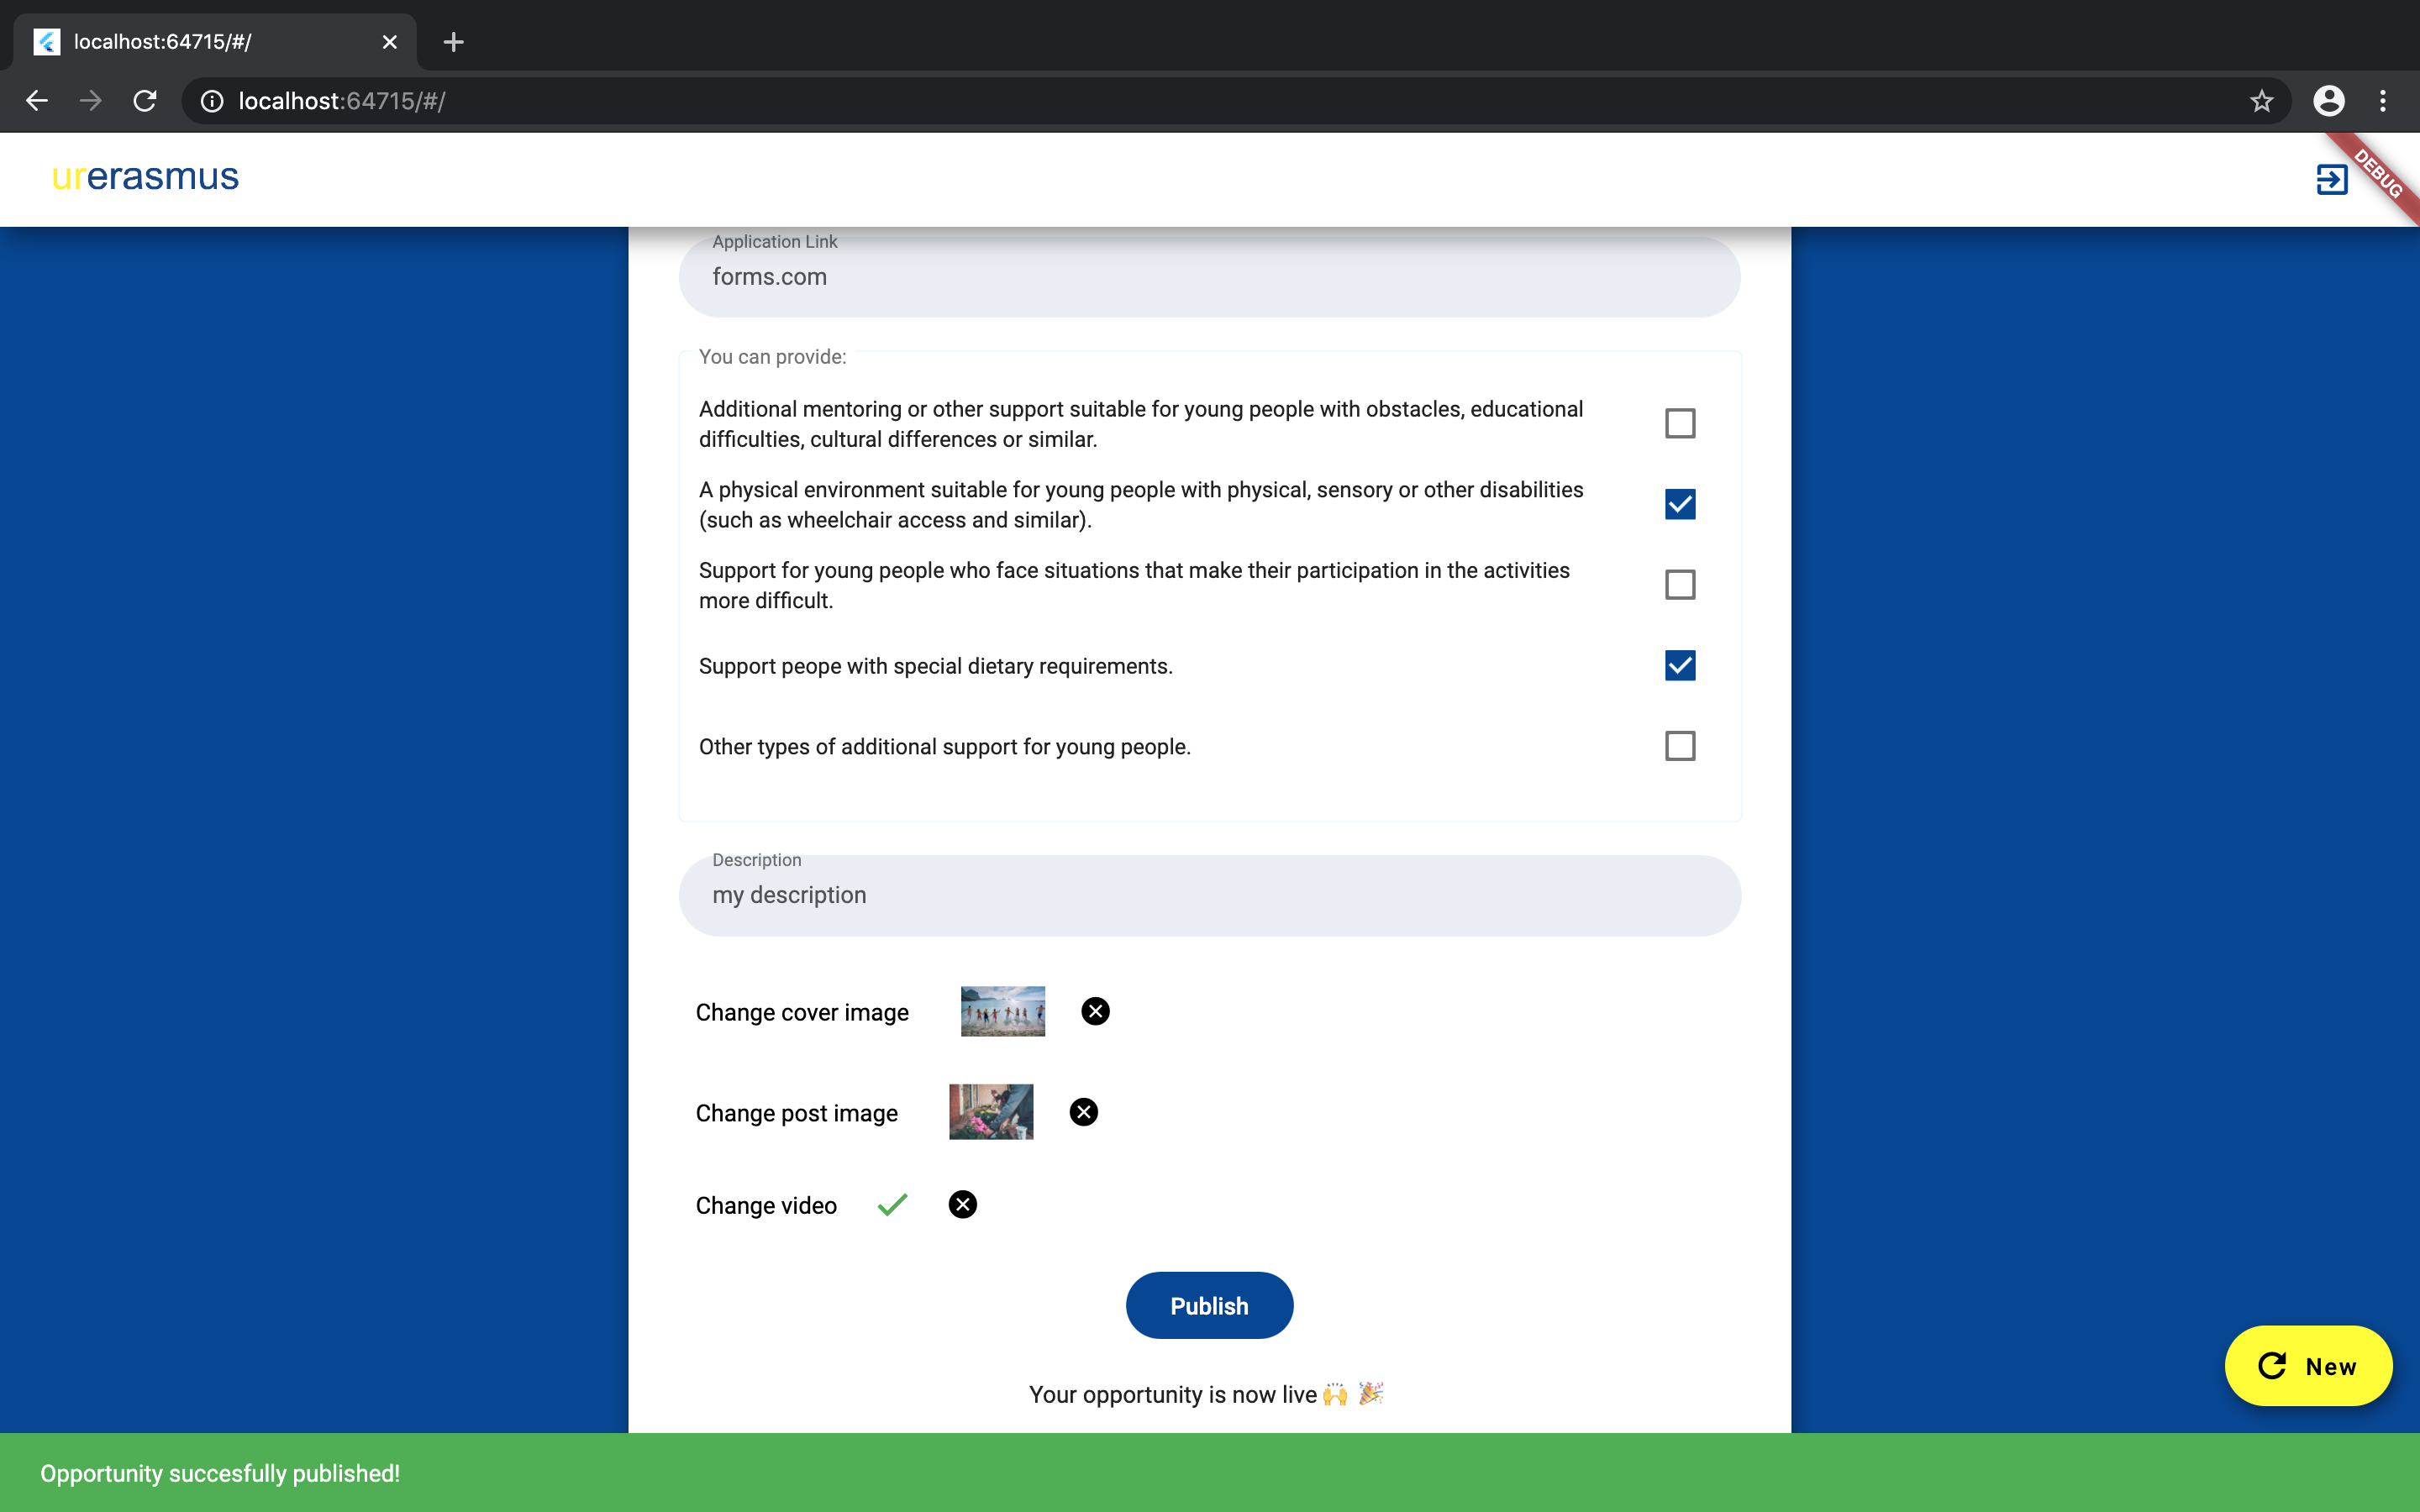 localhost:64715/#/
localhost:64715/#/
urerasmus
DEBUG
Application Link
forms.com
You can provide:
Additional mentoring or other support suitable for young people with obstacles, educational
difficulties, cultural differences or similar.
A physical environment suitable for young people with physical, sensory or other disabilities
(such as wheelchair access and similar).
Support for young people who face situations that make their participation in the activities
more difficult.
Support peope with special dietary requirements.
Other types of additional support for young people.
Description
my description
Change cover image
Change post image
Change video
Publish
New
Your opportunity is now live 🙌 🎉
Opportunity succesfully published!